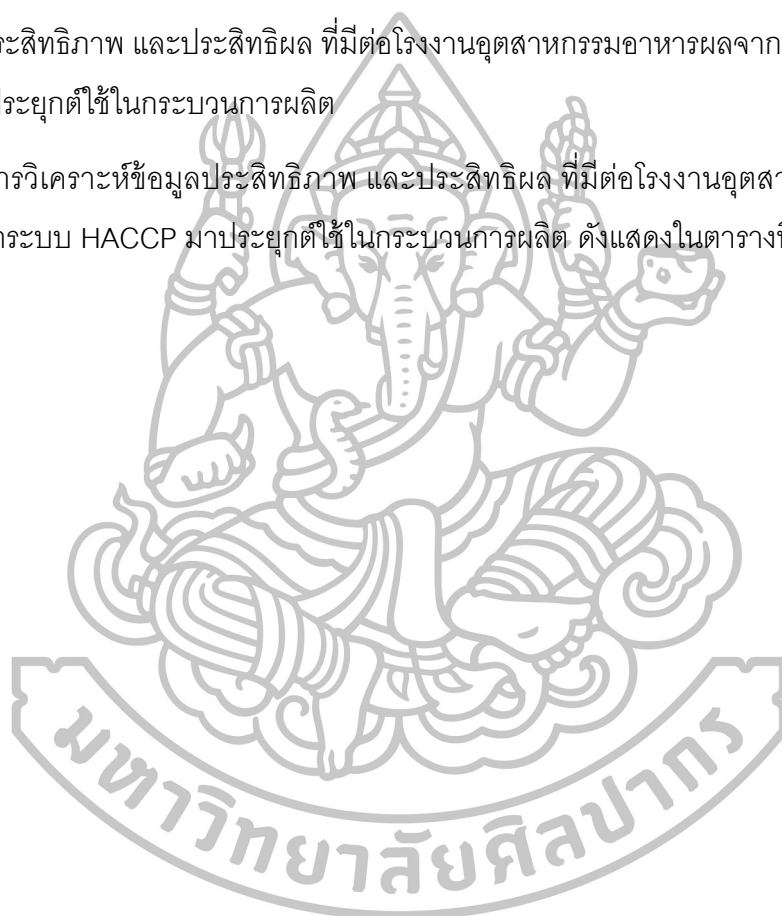 ระสิทธิภาพ และประสิทธิผล ที่มีต่อโรงงานอุตสาหกรรมอาหารผลจาก
ประยุกต์ใช้ในกระบวนการผลิต
ารวิเคราะห์ข้อมูลประสิทธิภาพ และประสิทธิผล ที่มีต่อโรงงานอุตสา
ระบบ HACCP มาประยุกต์ใช้ในกระบวนการผลิต ดังแสดงในตารางที่
มหาวิทยาลัยศิลปากร